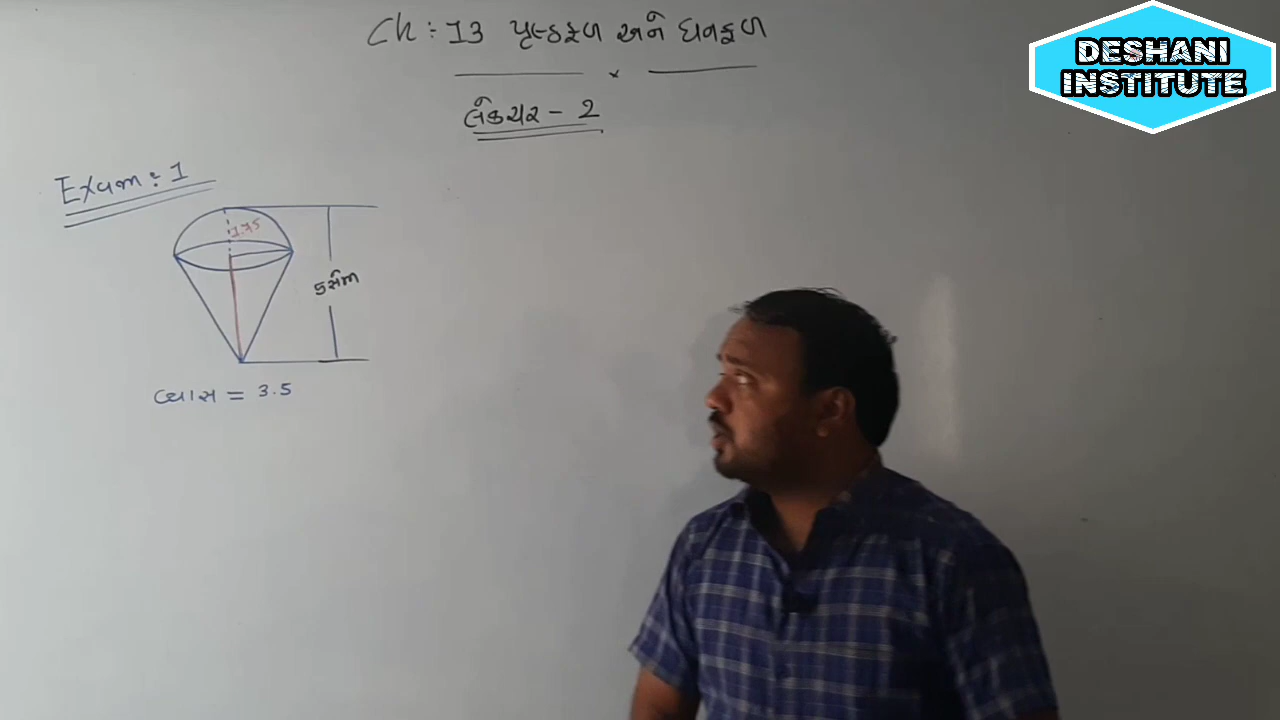 Ch : 13 પૃષ્ઠફળ અને ઘનફળ
લેક્ચર - 2
DESHANI
INSTITUTE
Exam : 1
1.75
5 સેમી
વ્યાસ = 3.5